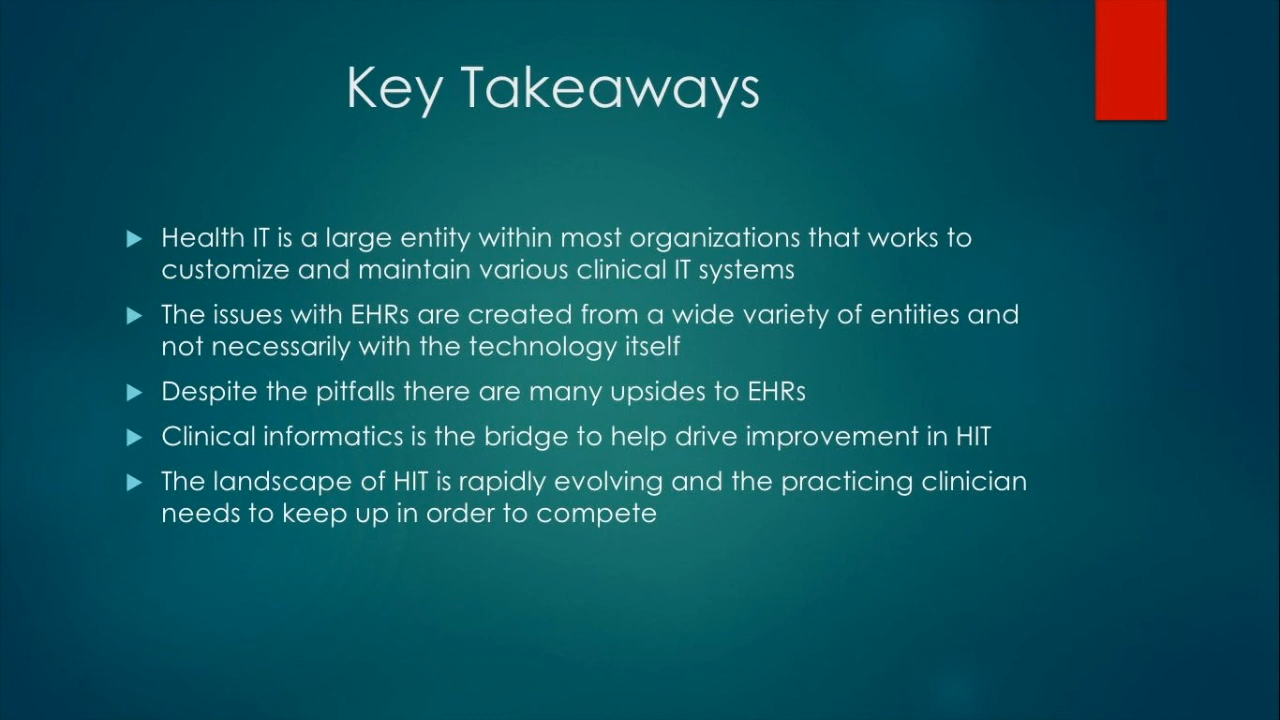 Key Takeaways
Health IT is a large entity within most organizations that works to
customize and maintain various clinical IT systems
The issues with EHRs are created from a wide variety of entities and
not necessarily with the technology itself
Despite the pitfalls there are many upsides to EHRs
Clinical informatics is the bridge to help drive improvement in HIT
The landscape of HIT is rapidly evolving and the practicing clinician
needs to keep up in order to compete